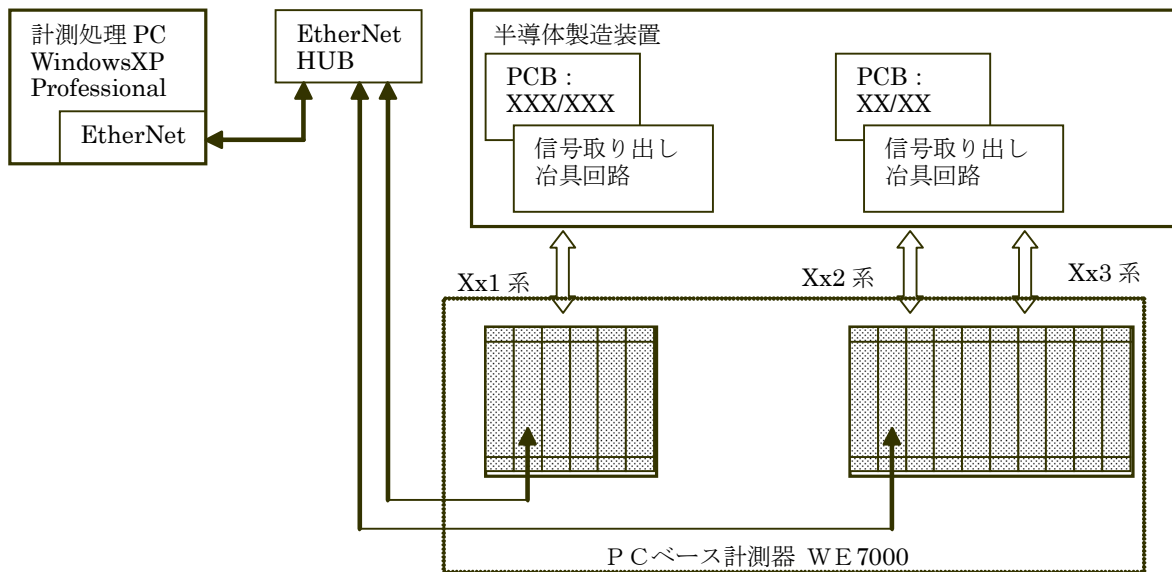 計測処理 PC
WindowsXP
Professional
EtherNet
EtherNet
HUB
半導体製造装置
PCB：
XXX/XXX
信号取り出し
冶具回路
PCB：
XX/XX
信号取り出し
冶具回路
Xx1 系
Xx2 系
Xx3 系
ＰＣベース計測器 ＷＥ7000